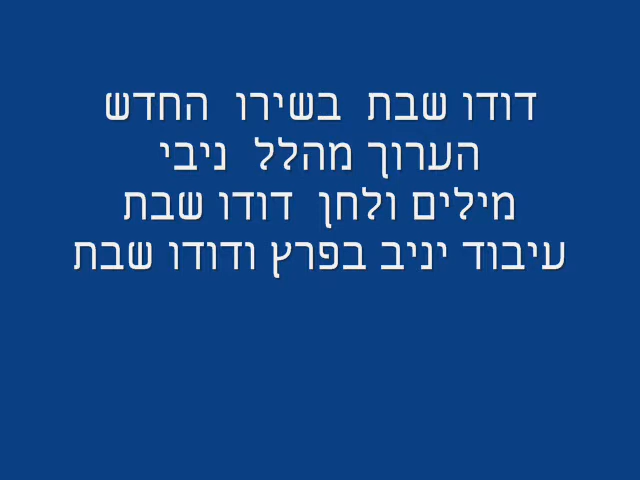 דודו שבת בשירו החדש
הערוך מהלל ניבי
מילים ולחן דודו שבת
עיבוד יניב בפרץ ודודו שבת